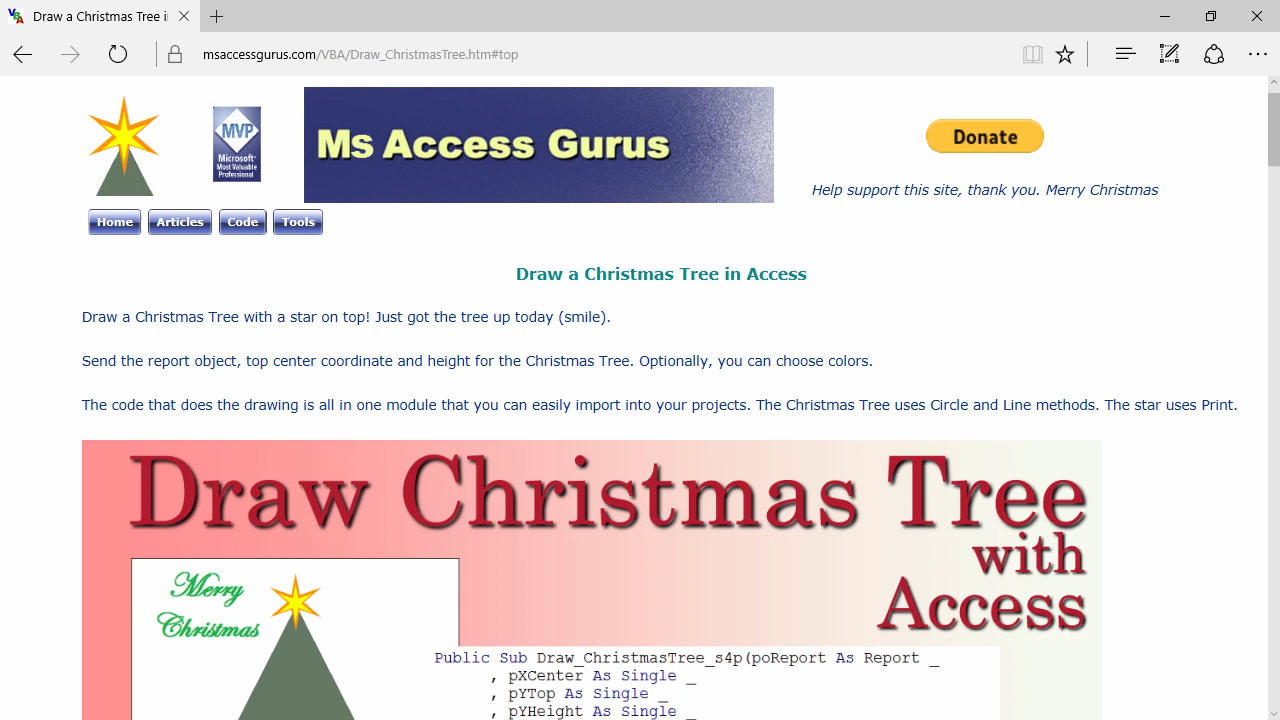 Draw a Christmas Tree i
msaccessgurus.com/VBA/Draw_ChristmasTree.htm#top
MVP
Microsoft®
Most Valuable
Professional
Ms Access Gurus
Donate
Help support this site, thank you. Merry Christmas
Home Articles Code Tools
Draw a Christmas Tree in Access
Draw a Christmas Tree with a star on top! Just got the tree up today (smile).
Send the report object, top center coordinate and height for the Christmas Tree. Optionally, you can choose colors.
The code that does the drawing is all in one module that you can easily import into your projects. The Christmas Tree uses Circle and Line methods. The star uses Print.
Draw Christmas Tree
with
Access
Merry
Christmas
Public Sub Draw_ChristmasTree_s4p(poReport As Report _
, pXCenter As Single _
, pYTop As Single _
, pYHeight As Single _